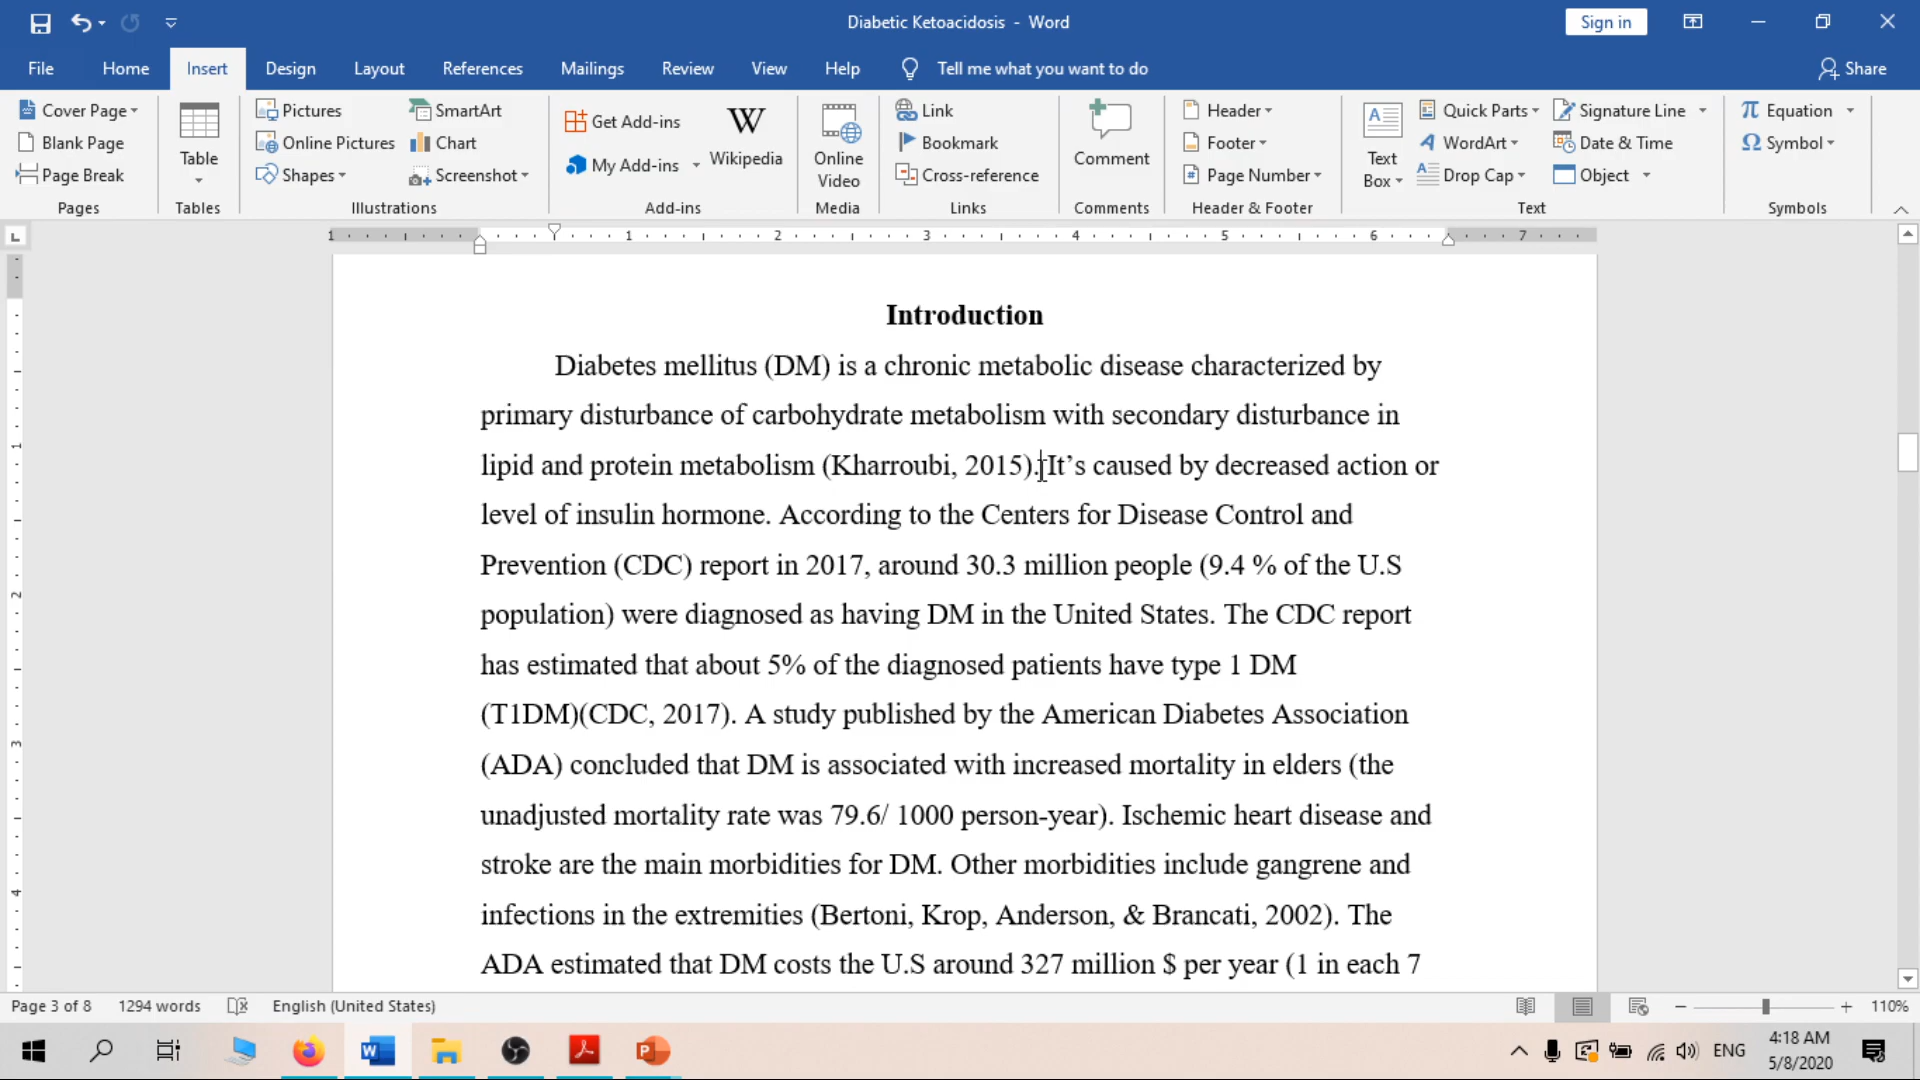 Diabetic Ketoacidosis - Word
Sign in
File Home Insert Design Layout References Mailings Review View Help Tell me what you want to do Share
Cover Page
Blank Page
Page Break
Pages
Table
Tables
Pictures
Online Pictures
Shapes
SmartArt
Chart
Screenshot
Illustrations
Get Add-ins
My Add-ins
W
Wikipedia
Add-ins
Online
Video
Media
Link
Bookmark
Cross-reference
Links
Comment
Comments
Header
Footer
Page Number
Header & Footer
Text
Box
Quick Parts
WordArt
Drop Cap
Signature Line
Date & Time
Object
Text
Equation
Symbol
Symbols
L
1 1 2 3 4 5 6 7
1
2
3
4
Introduction
Diabetes mellitus (DM) is a chronic metabolic disease characterized by
primary disturbance of carbohydrate metabolism with secondary disturbance in
lipid and protein metabolism (Kharroubi, 2015). It’s caused by decreased action or
level of insulin hormone. According to the Centers for Disease Control and
Prevention (CDC) report in 2017, around 30.3 million people (9.4 % of the U.S
population) were diagnosed as having DM in the United States. The CDC report
has estimated that about 5% of the diagnosed patients have type 1 DM
(T1DM)(CDC, 2017). A study published by the American Diabetes Association
(ADA) concluded that DM is associated with increased mortality in elders (the
unadjusted mortality rate was 79.6/ 1000 person-year). Ischemic heart disease and
stroke are the main morbidities for DM. Other morbidities include gangrene and
infections in the extremities (Bertoni, Krop, Anderson, & Brancati, 2002). The
ADA estimated that DM costs the U.S around 327 million $ per year (1 in each 7
Page 3 of 8 1294 words English (United States) 110%
ENG
4:18 AM
5/8/2020